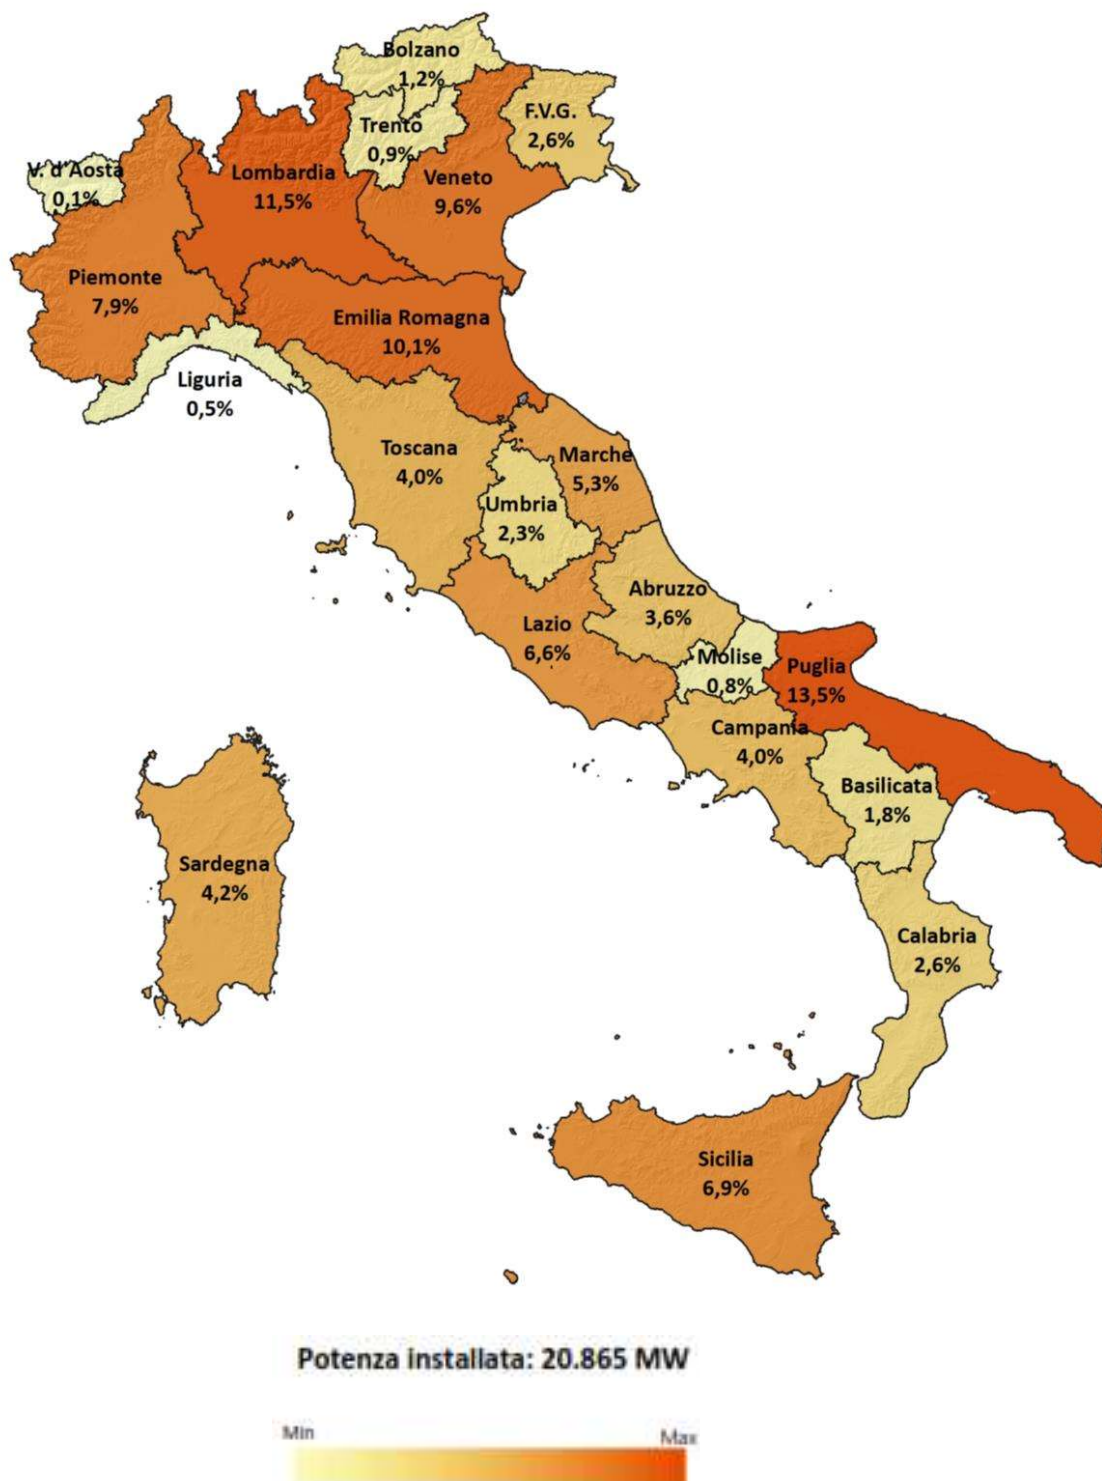 Bolzano
1,2%
Trento
0,9%
F.V.G.
2,6%
V. d'Aosta
0,1%
Lombardia
11,5%
Veneto
9,6%
Piemonte
7,9%
Emilia Romagna
10,1%
Liguria
0,5%
Toscana
4,0%
Marche
5,3%
Umbria
2,3%
Abruzzo
3,6%
Lazio
6,6%
Molise
0,8%
Puglia
13,5%
Campania
4,0%
Basilicata
1,8%
Sardegna
4,2%
Calabria
2,6%
Sicilia
6,9%
Potenza installata: 20.865 MW
Min
Max